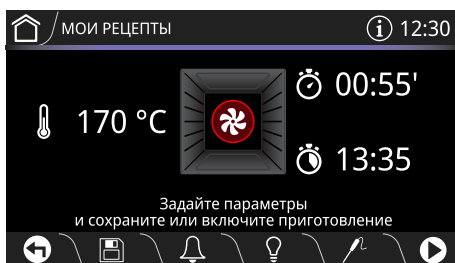 МОИ РЕЦЕПТЫ
i 12:30
170 °C
00:55'
13:35
Задайте параметры
и сохраните или включите приготовление